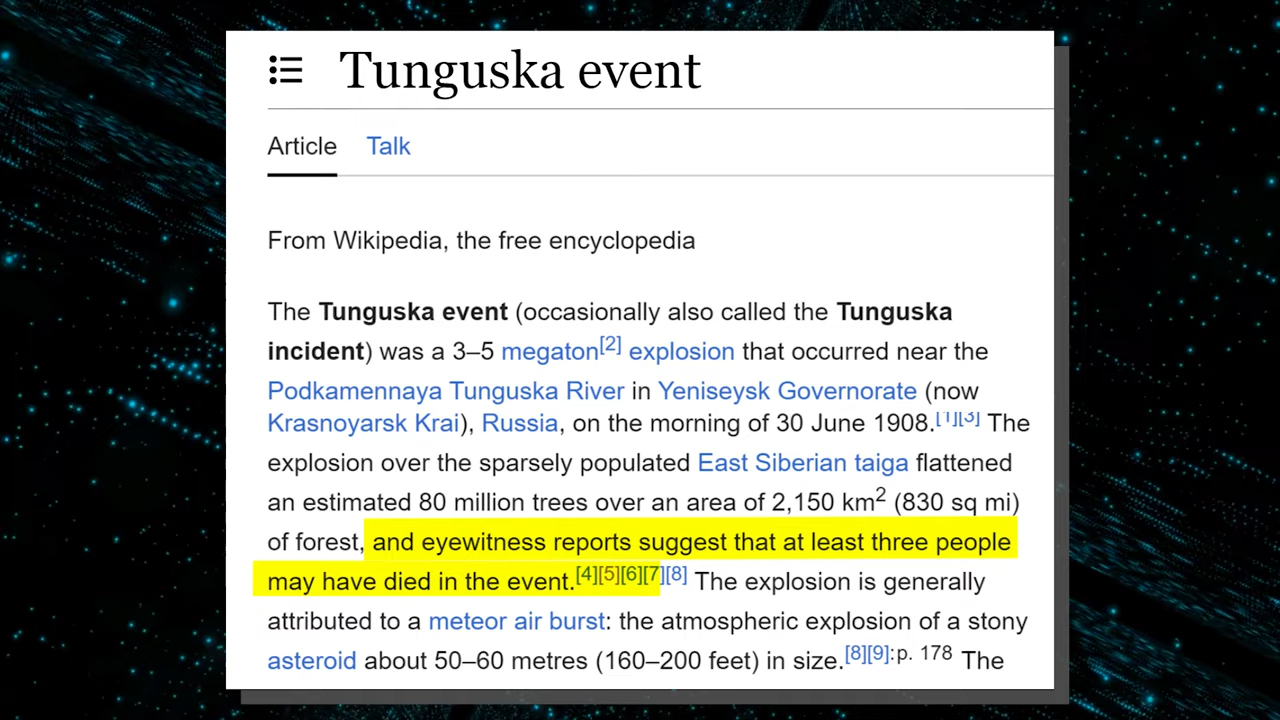 Tunguska event
Article Talk
From Wikipedia, the free encyclopedia
The Tunguska event (occasionally also called the Tunguska
incident) was a 3–5 megaton[2] explosion that occurred near the
Podkamennaya Tunguska River in Yeniseysk Governorate (now
Krasnoyarsk Krai), Russia, on the morning of 30 June 1908.[1][3] The
explosion over the sparsely populated East Siberian taiga flattened
an estimated 80 million trees over an area of 2,150 km2 (830 sq mi)
of forest, and eyewitness reports suggest that at least three people
may have died in the event.[4][5][6][7][8] The explosion is generally
attributed to a meteor air burst: the atmospheric explosion of a stony
asteroid about 50–60 metres (160–200 feet) in size.[8][9]:p. 178 The